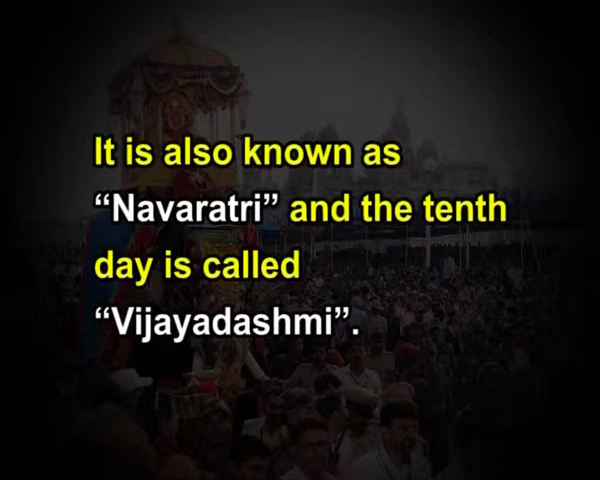 It is also known as
“Navaratri” and the tenth
day is called
“Vijayadashmi”.